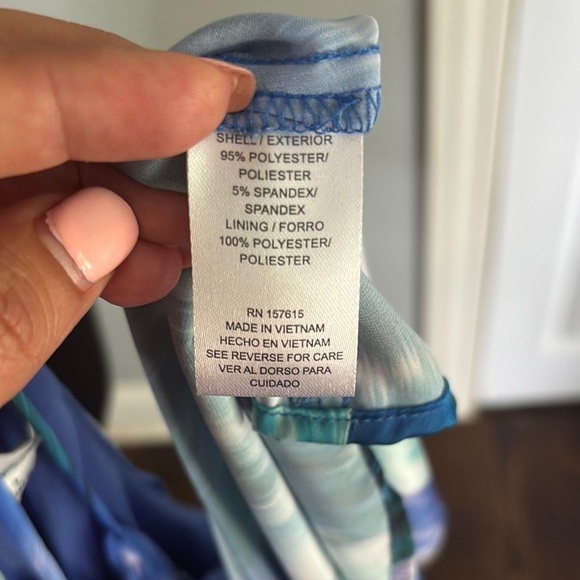 SHELL / EXTERIOR
95% POLYESTER/
POLIESTER
5% SPANDEX/
SPANDEX
LINING / FORRO
100% POLYESTER/
POLIESTER
RN 157615
MADE IN VIETNAM
HECHO EN VIETNAM
SEE REVERSE FOR CARE
VER AL DORSO PARA
CUIDADO